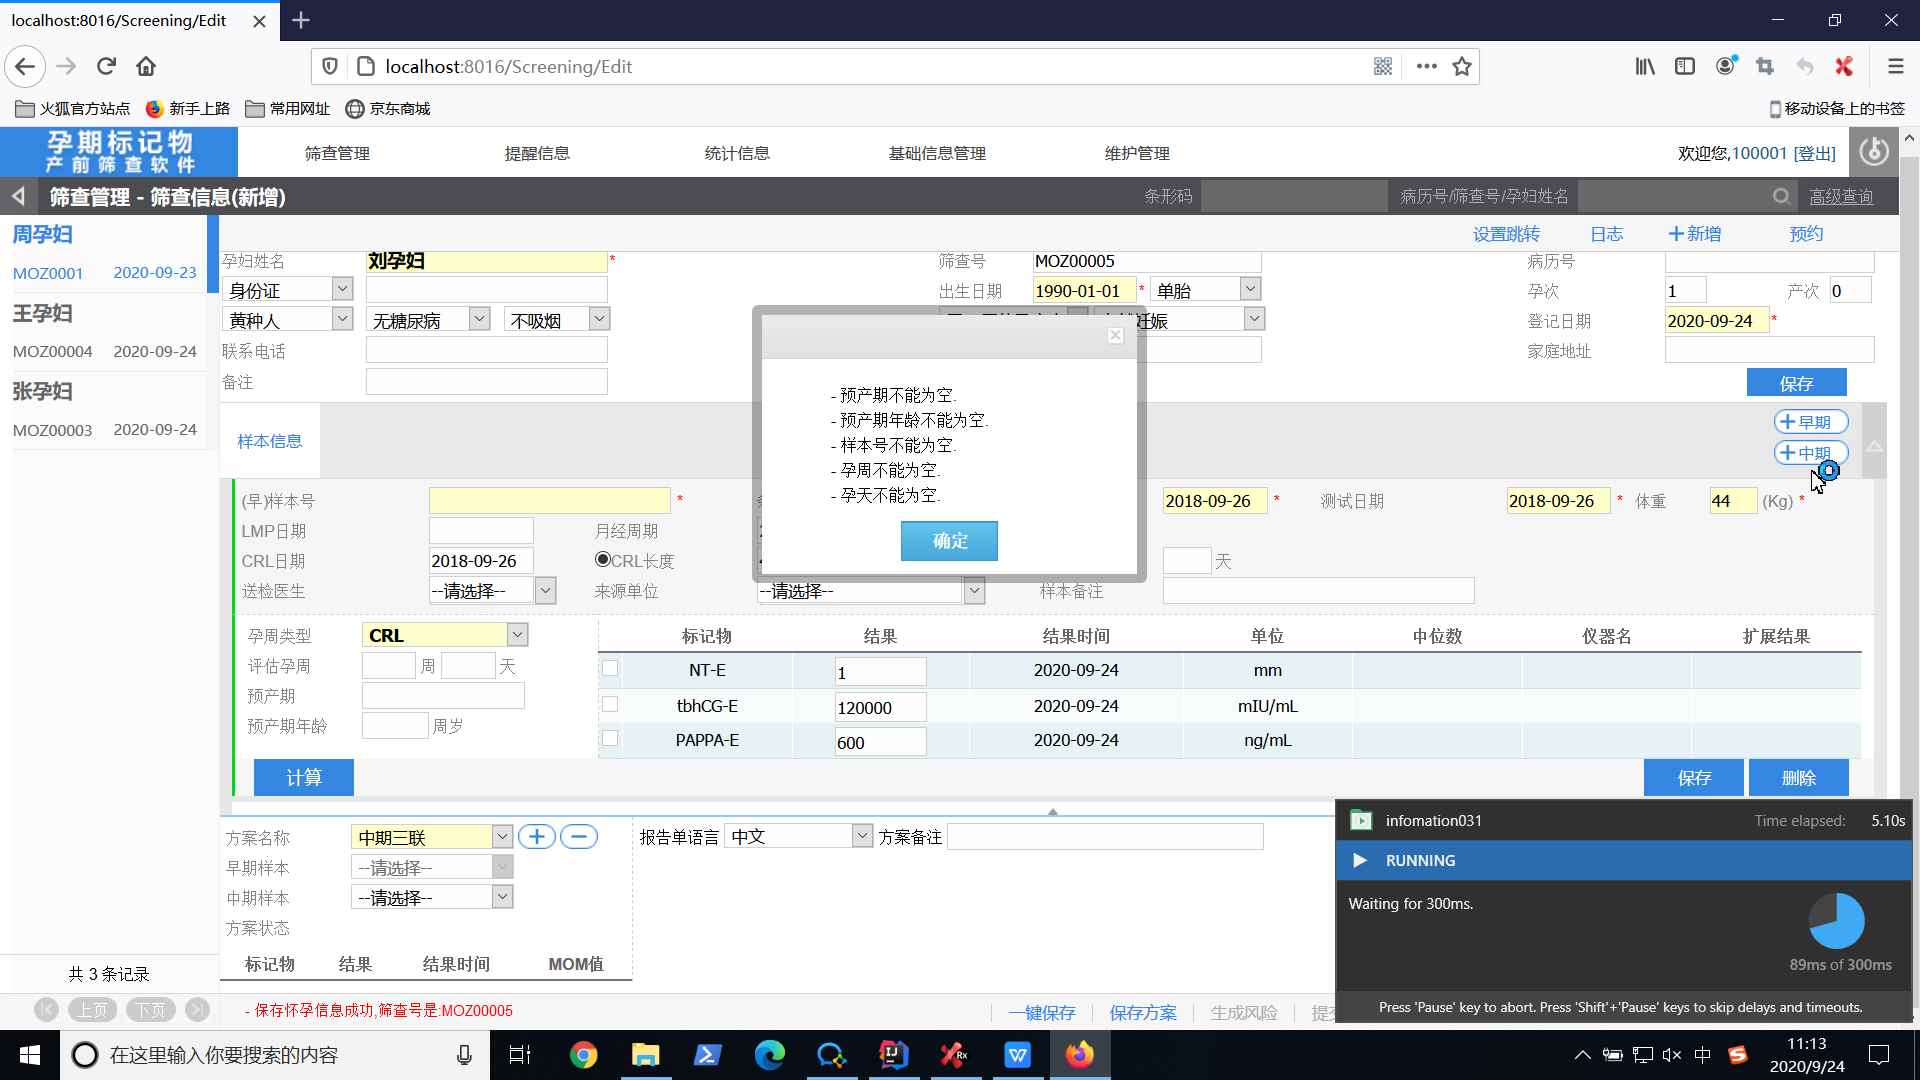 localhost:8016/Screening/Edit
localhost:8016/Screening/Edit
火狐官方站点 新手上路 常用网址 京东商城 移动设备上的书签
孕期标记物
产前筛查软件
筛查管理 提醒信息 统计信息 基础信息管理 维护管理 欢迎您,100001 [登出]
筛查管理 - 筛查信息(新增) 条形码 病历号/筛查号/孕妇姓名 高级查询
周孕妇
MOZ0001 2020-09-23
王孕妇
MOZ00004 2020-09-24
张孕妇
MOZ00003 2020-09-24
共 3 条记录
上页 下页
设置跳转 日志 +新增 预约
孕妇姓名 刘孕妇 * 筛查号 MOZ00005 病历号
身份证 出生日期 1990-01-01 * 单胎 孕次 1 产次 0
黄种人 无糖尿病 不吸烟 妊娠 登记日期 2020-09-24 *
联系电话 家庭地址
备注
保存
样本信息
+早期
+中期
- 预产期不能为空.
- 预产期年龄不能为空.
- 样本号不能为空.
- 孕周不能为空.
- 孕天不能为空.
确定
(早)样本号 * 2018-09-26 * 测试日期 2018-09-26 * 体重 44 (Kg) *
LMP日期 月经周期
CRL日期 2018-09-26 CRL长度 天
送检医生 --请选择-- 来源单位 --请选择-- 样本备注
孕周类型 CRL
评估孕周 周 天
预产期
预产期年龄 周岁
标记物 结果 结果时间 单位 中位数 仪器名 扩展结果
NT-E 1 2020-09-24 mm
tbhCG-E 120000 2020-09-24 mIU/mL
PAPPA-E 600 2020-09-24 ng/mL
计算 保存 删除
方案名称 中期三联 报告单语言 中文 方案备注
早期样本 --请选择--
中期样本 --请选择--
方案状态
标记物 结果 结果时间 MOM值
- 保存怀孕信息成功,筛查号是:MOZ00005
一键保存 保存方案 生成风险 提
infomation031 Time elapsed: 5.10s
RUNNING
Waiting for 300ms.
89ms of 300ms
Press 'Pause' key to abort. Press 'Shift'+'Pause' keys to skip delays and timeouts.
在这里输入你要搜索的内容
中
11:13
2020/9/24